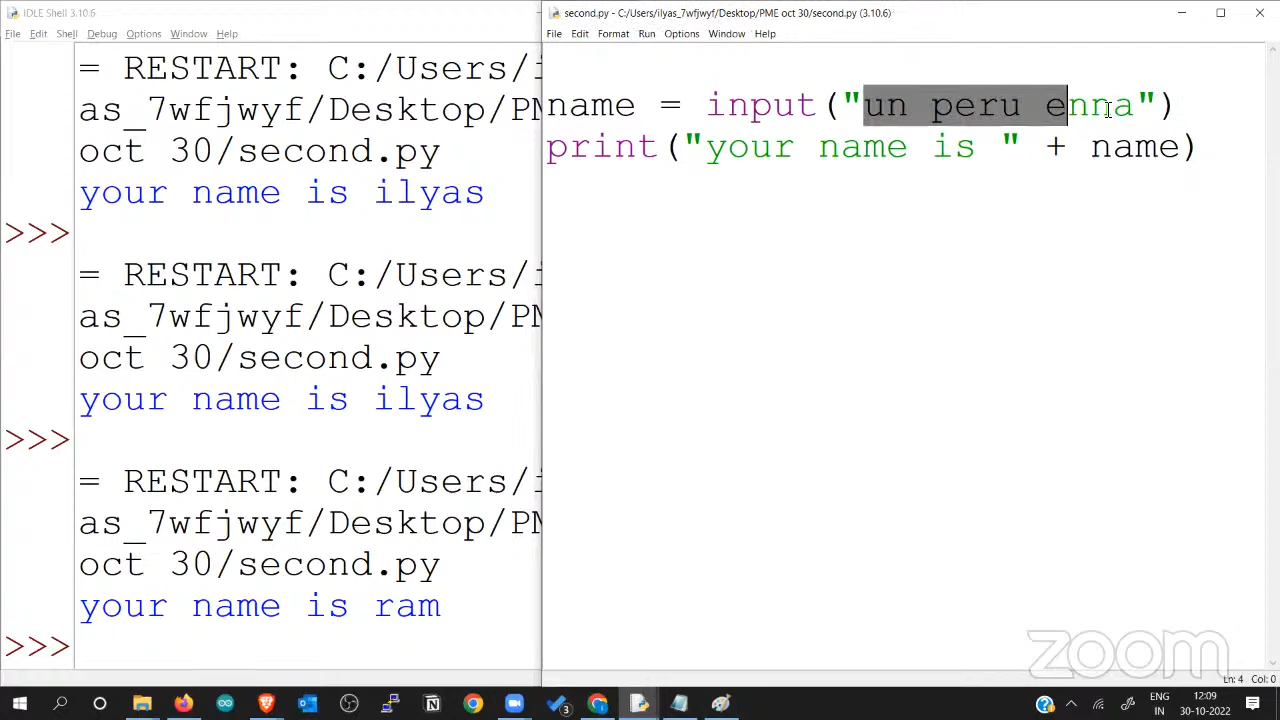 IDLE Shell 3.10.6
File Edit Shell Debug Options Window Help
= RESTART: C:/Users/i
as_7wfjwyf/Desktop/PM
oct 30/second.py
your name is ilyas
>>>
= RESTART: C:/Users/i
as_7wfjwyf/Desktop/PM
oct 30/second.py
your name is ilyas
>>>
= RESTART: C:/Users/i
as_7wfjwyf/Desktop/PM
oct 30/second.py
your name is ram
>>>
second.py - C:/Users/ilyas_7wfjwyf/Desktop/PME oct 30/second.py (3.10.6)
File Edit Format Run Options Window Help
name = input("un peru enna")
print("your name is " + name)
zoom
Ln: 4 Col: 0
3
ENG
IN
12:09
30-10-2022